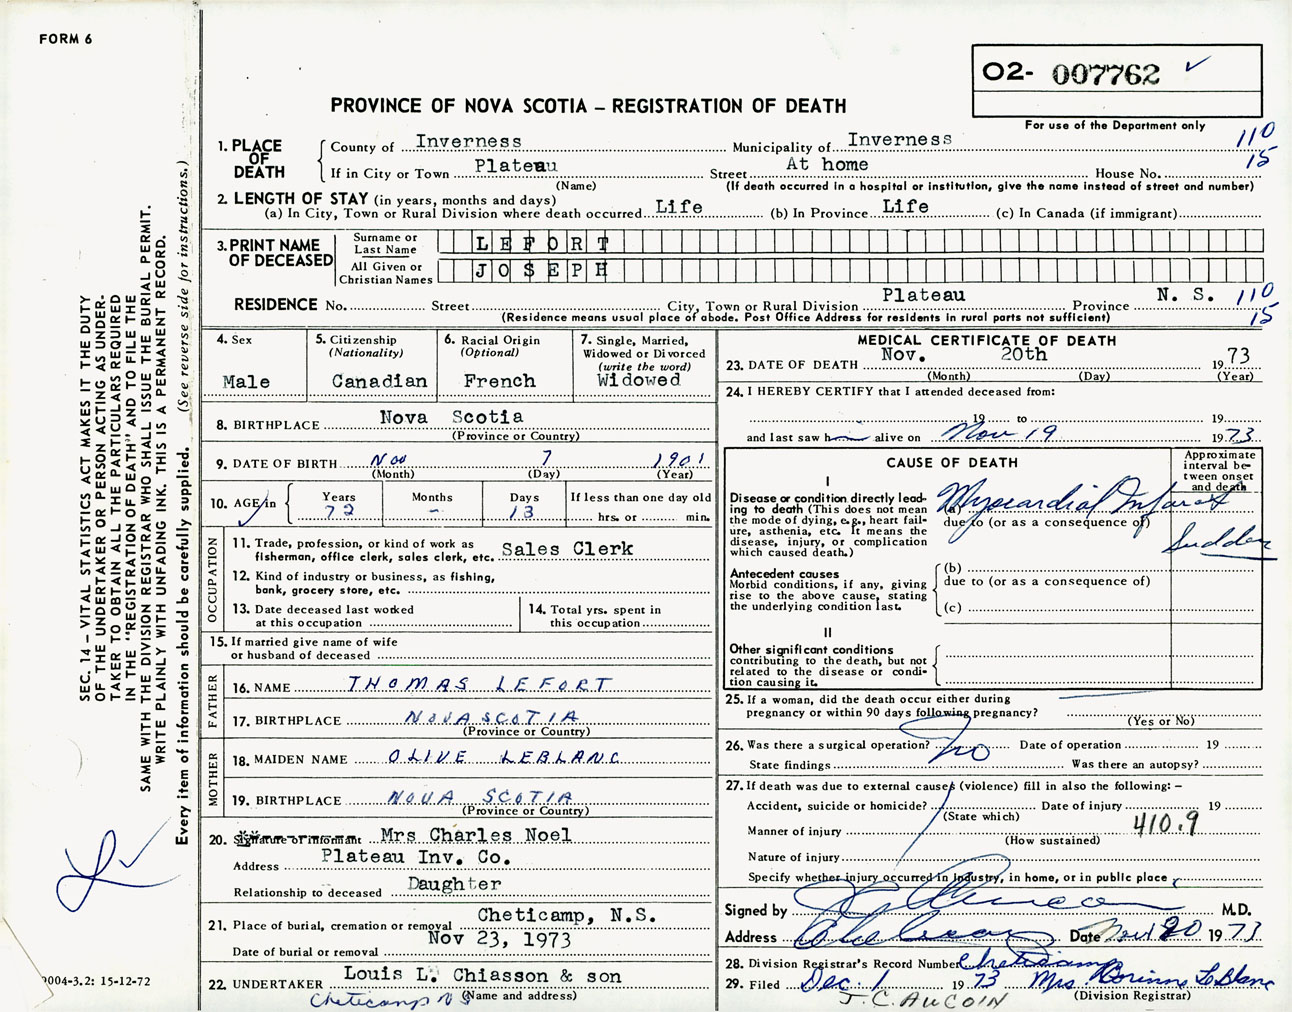 FORM 6
O2- 007762
For use of the Department only
PROVINCE OF NOVA SCOTIA – REGISTRATION OF DEATH
1. PLACE OF DEATH
County of Inverness Municipality of Inverness 110
If in City or Town Plateau Street At home House No. 15
(Name) (If death occurred in a hospital or institution, give the name instead of street and number)
2. LENGTH OF STAY (in years, months and days)
(a) In City, Town or Rural Division where death occurred Life (b) In Province Life (c) In Canada (if immigrant)
3. PRINT NAME OF DECEASED
Surname or Last Name LEFORT
All Given or Christian Names JOSEPH
RESIDENCE No. Street City, Town or Rural Division Plateau Province N. S. 110
(Residence means usual place of abode. Post Office Address for residents in rural parts not sufficient) 15
4. Sex
Male
5. Citizenship
(Nationality)
Canadian
6. Racial Origin
(Optional)
French
7. Single, Married,
Widowed or Divorced
(write the word)
Widowed
8. BIRTHPLACE Nova Scotia
(Province or Country)
9. DATE OF BIRTH Nov 7 1901
(Month) (Day) (Year)
10. AGE in
Years Months Days If less than one day old
72 - 13 hrs. or min.
OCCUPATION
11. Trade, profession, or kind of work as
fisherman, office clerk, sales clerk, etc. Sales Clerk
12. Kind of industry or business, as fishing,
bank, grocery store, etc.
13. Date deceased last worked
at this occupation
14. Total yrs. spent in
this occupation
15. If married give name of wife
or husband of deceased
FATHER
16. NAME THOMAS LEFORT
17. BIRTHPLACE NOVA SCOTIA
(Province or Country)
MOTHER
18. MAIDEN NAME OLIVE LEBLANC
19. BIRTHPLACE NOVA SCOTIA
(Province or Country)
20. Signature of informant Mrs Charles Noel
Address Plateau Inv. Co.
Relationship to deceased Daughter
21. Place of burial, cremation or removal Cheticamp, N.S.
Date of burial or removal Nov 23, 1973
22. UNDERTAKER Louis L. Chiasson & son
Cheticamp NS (Name and address)
MEDICAL CERTIFICATE OF DEATH
23. DATE OF DEATH Nov. 20th 1973
(Month) (Day) (Year)
24. I HEREBY CERTIFY that I attended deceased from:
19 to 19
and last saw h alive on Nov 19 1973
CAUSE OF DEATH
Approximate
interval be-
tween onset
and death
I
Disease or condition directly lead-
ing to death (This does not mean
the mode of dying, e.g., heart fail-
ure, asthenia, etc. It means the
disease, injury, or complication
which caused death.)
(a) Myocardial Infarct
due to (or as a consequence of)
Sudden
Antecedent causes
Morbid conditions, if any, giving
rise to the above cause, stating
the underlying condition last.
(b)
due to (or as a consequence of)
(c)
II
Other significant conditions
contributing to the death, but not
related to the disease or condi-
tion causing it.
25. If a woman, did the death occur either during
pregnancy or within 90 days following pregnancy?
(Yes or No)
26. Was there a surgical operation? No Date of operation 19
State findings Was there an autopsy?
27. If death was due to external causes (violence) fill in also the following: –
Accident, suicide or homicide? Date of injury 19
(State which)
Manner of injury 410.9
(How sustained)
Nature of injury
Specify whether injury occurred in Industry, in home, or in public place
Signed by M.D.
Address Cheticamp Date Nov 20 1973
28. Division Registrar's Record Number Cheticamp
29. Filed Dec. 1 1973 Mrs. Corinne LeBlanc
J.C. AUCOIN (Division Registrar)
SEC. 14 – VITAL STATISTICS ACT MAKES IT THE DUTY
OF THE UNDERTAKER OR PERSON ACTING AS UNDER-
TAKER TO OBTAIN ALL THE PARTICULARS REQUIRED
IN THE "REGISTRATION OF DEATH" AND TO FILE THE
SAME WITH THE DIVISION REGISTRAR WHO SHALL ISSUE THE BURIAL PERMIT.
WRITE PLAINLY WITH UNFADING INK. THIS IS A PERMANENT RECORD.
Every item of information should be carefully supplied. (See reverse side for instructions.)
9004-3.2: 15-12-72